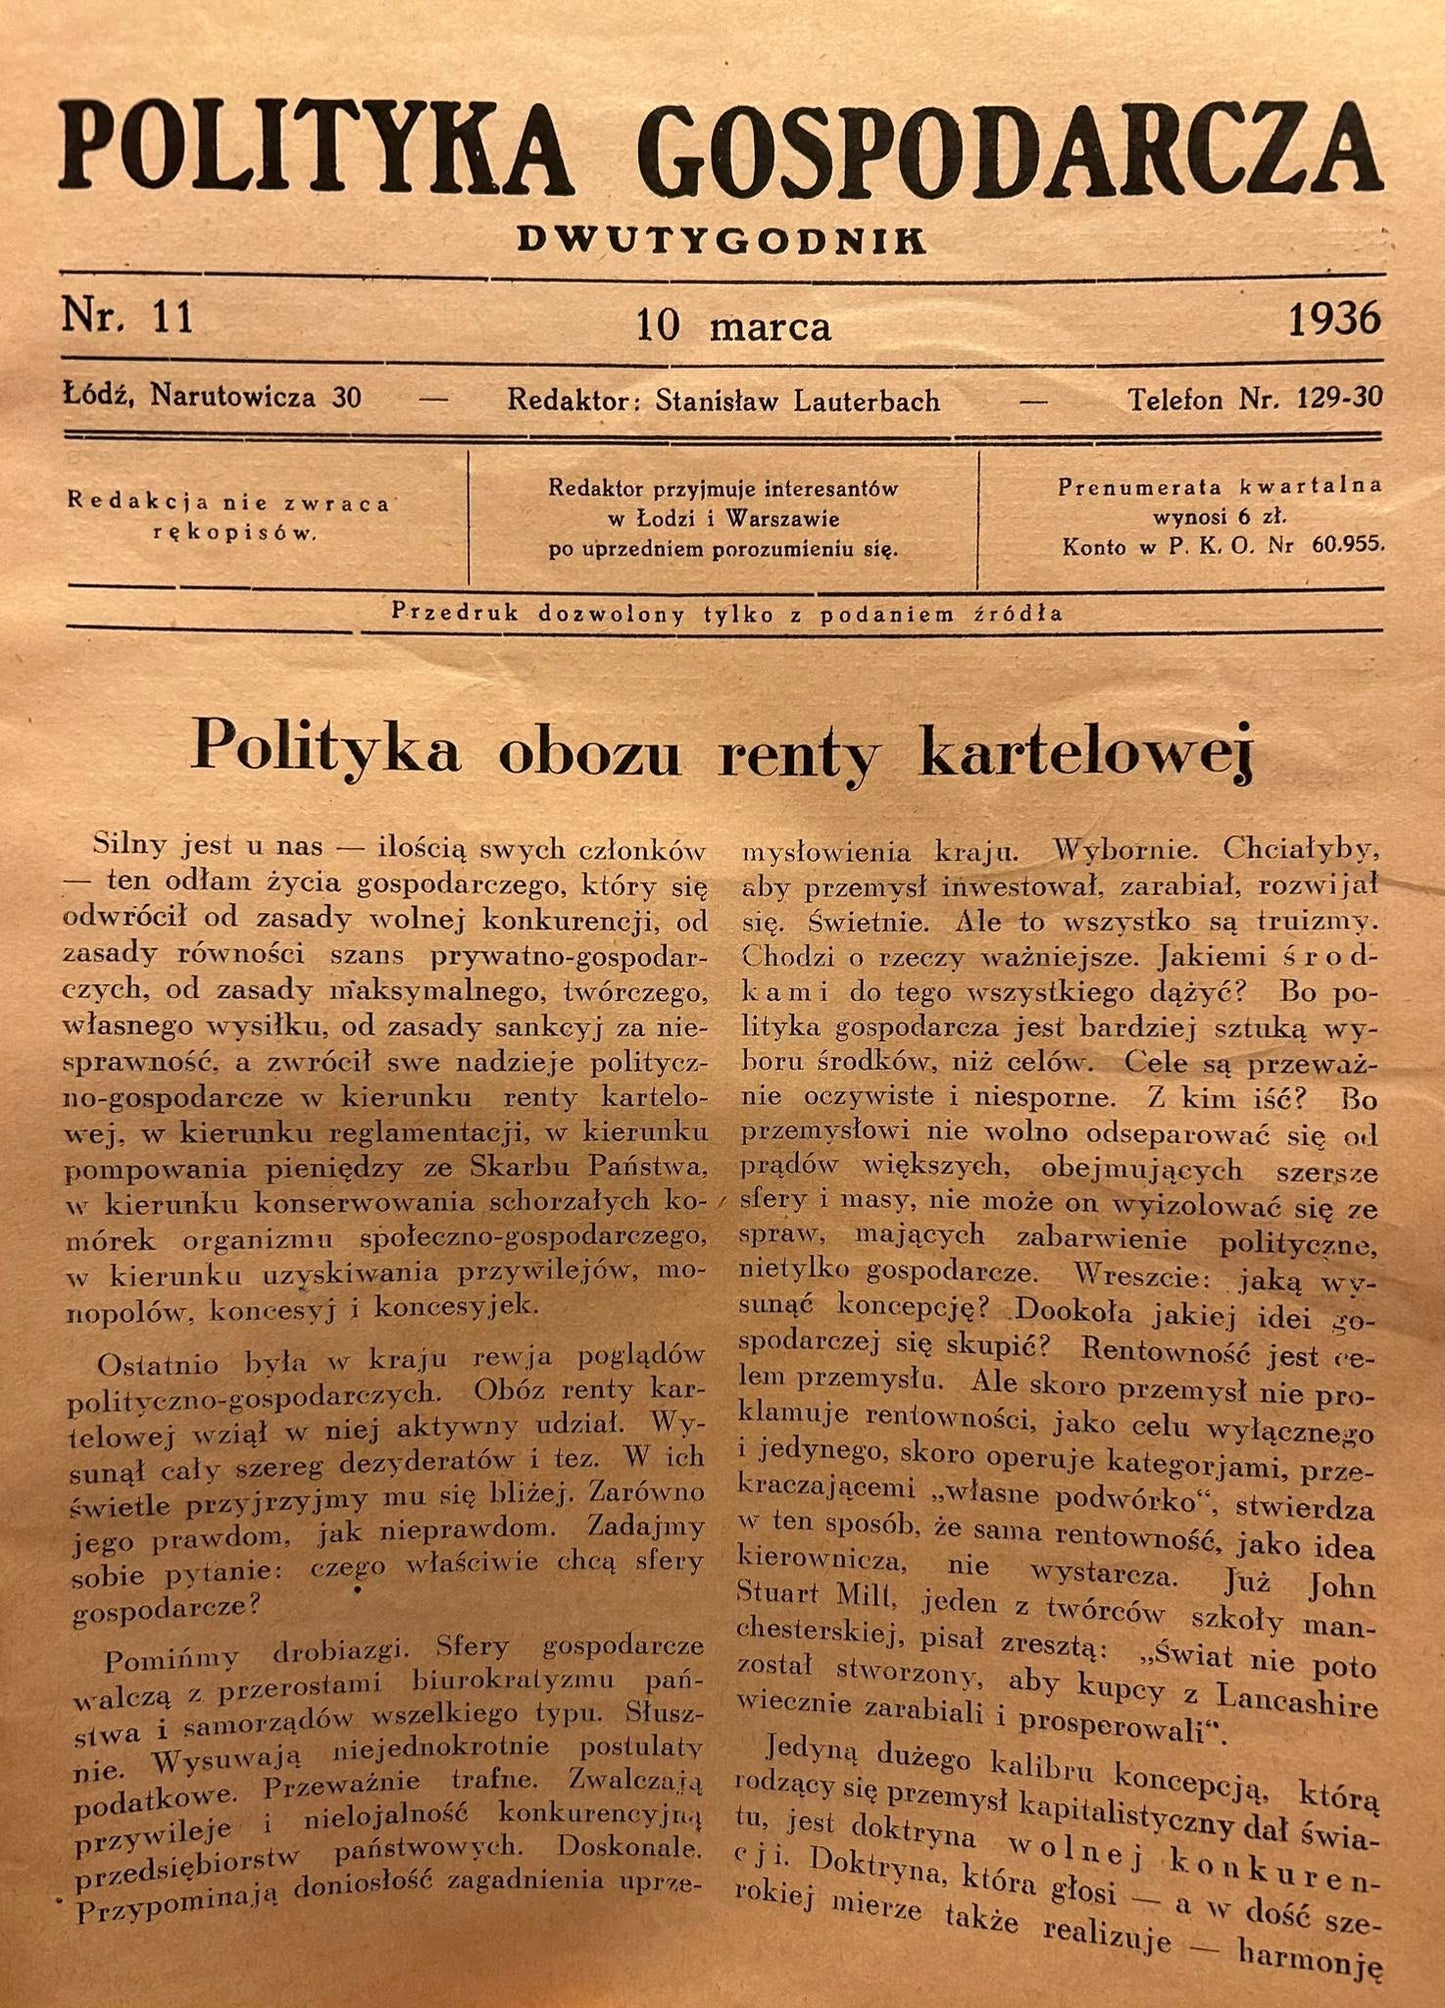 POLITYKA GOSPODARCZA
DWUTYGODNIK
Nr. 11 10 marca 1936
Łódź, Narutowicza 30 — Redaktor: Stanisław Lauterbach — Telefon Nr. 129-30
Redakcja nie zwraca
rękopisów.
Redaktor przyjmuje interesantów
w Łodzi i Warszawie
po uprzedniem porozumieniu się.
Prenumerata kwartalna
wynosi 6 zł.
Konto w P. K. O. Nr 60.955.
Przedruk dozwolony tylko z podaniem źródła
Polityka obozu renty kartelowej
Silny jest u nas — ilością swych członków
— ten odłam życia gospodarczego, który się
odwrócił od zasady wolnej konkurencji, od
zasady równości szans prywatno-gospodar-
czych, od zasady maksymalnego, twórczego,
własnego wysiłku, od zasady sankcyj za nie-
sprawność, a zwrócił swe nadzieje politycz-
no-gospodarcze w kierunku renty kartelo-
wej, w kierunku reglamentacji, w kierunku
pompowania pieniędzy ze Skarbu Państwa,
w kierunku konserwowania schorzałych ko-
mórek organizmu społeczno-gospodarczego,
w kierunku uzyskiwania przywilejów, mo-
nopolów, koncesyj i koncesyjek.
Ostatnio była w kraju rewja poglądów
polityczno-gospodarczych. Obóz renty kar-
telowej wziął w niej aktywny udział. Wy-
sunął cały szereg dezyderatów i tez. W ich
świetle przyjrzyjmy mu się bliżej. Zarówno
jego prawdom, jak nieprawdom. Zadajmy
sobie pytanie: czego właściwie chcą sfery
gospodarcze?
Pomińmy drobiazgi. Sfery gospodarcze
walczą z przerostami biurokratyzmu pań-
stwa i samorządów wszelkiego typu. Słusz-
nie. Wysuwają niejednokrotnie postulaty
podatkowe. Przeważnie trafne. Zwalczają
przywileje i nielojalność konkurencyjną
przedsiębiorstw państwowych. Doskonale.
Przypominają doniosłość zagadnienia uprze-
mysłowienia kraju. Wybornie. Chciałyby,
aby przemysł inwestował, zarabiał, rozwijał
się. Świetnie. Ale to wszystko są truizmy.
Chodzi o rzeczy ważniejsze. Jakiemi środ-
kami do tego wszystkiego dążyć? Bo po-
lityka gospodarcza jest bardziej sztuką wy-
boru środków, niż celów. Cele są przeważ-
nie oczywiste i niesporne. Z kim iść? Bo
przemysłowi nie wolno odseparować się od
prądów większych, obejmujących szersze
sfery i masy, nie może on wyizolować się ze
spraw, mających zabarwienie polityczne,
nietylko gospodarcze. Wreszcie: jaką wy-
sunąć koncepcję? Dookoła jakiej idei go-
spodarczej się skupić? Rentowność jest ce-
lem przemysłu. Ale skoro przemysł nie pro-
klamuje rentowności, jako celu wyłącznego
i jedynego, skoro operuje kategorjami, prze-
kraczającemi „własne podwórko“, stwierdza
w ten sposób, że sama rentowność, jako idea
kierownicza, nie wystarcza. Już John
Stuart Mill, jeden z twórców szkoły man-
chesterskiej, pisał zresztą: „Świat nie poto
został stworzony, aby kupcy z Lancashire
wiecznie zarabiali i prosperowali“.
Jedyną dużego kalibru koncepcją, którą
rodzący się przemysł kapitalistyczny dał świa-
tu, jest doktryna wolnej konkuren-
cji. Doktryna, która głosi — a w dość sze-
rokiej mierze także realizuje — harmonję